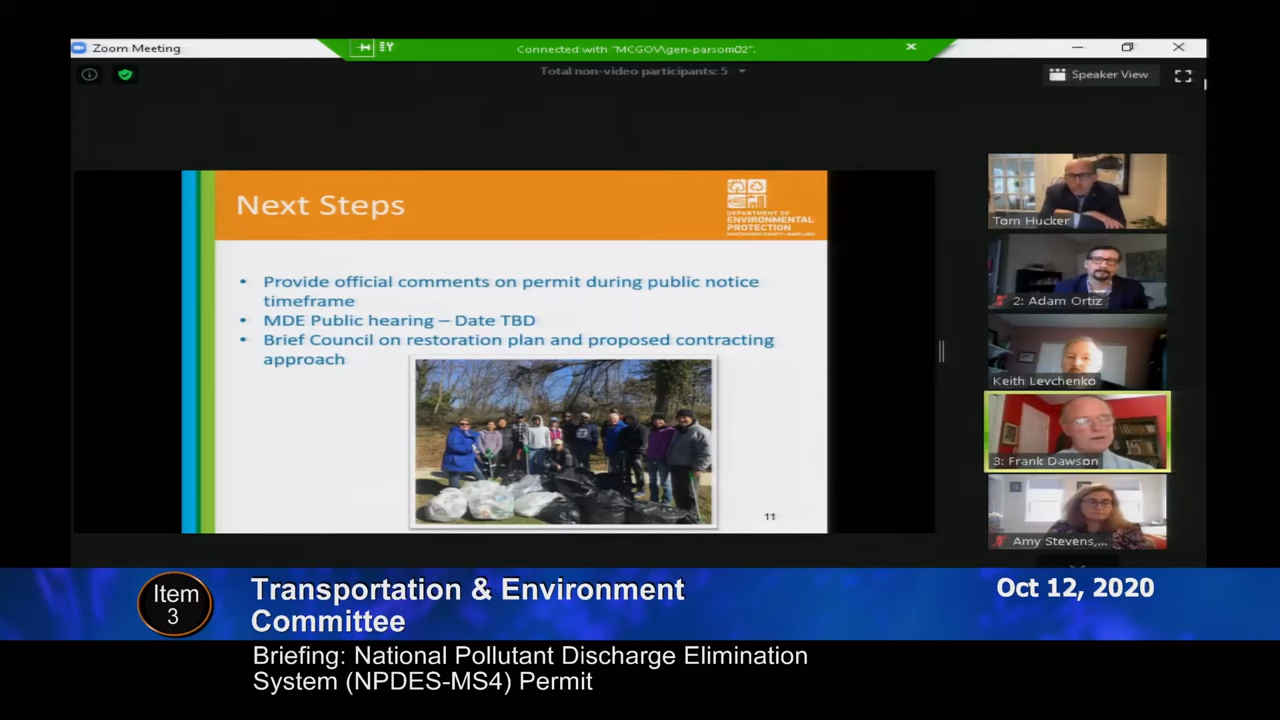 Zoom Meeting
Connected with "MCGOV\gen-parsom02".
Total non-video participants: 5
Speaker View
Next Steps
DEPARTMENT OF
ENVIRONMENTAL
PROTECTION
MONTGOMERY COUNTY • MARYLAND
• Provide official comments on permit during public notice
timeframe
• MDE Public hearing – Date TBD
• Brief Council on restoration plan and proposed contracting
approach
11
Tom Hucker
2: Adam Ortiz
Keith Levchenko
3: Frank Dawson
Amy Stevens,...
Item
3
Transportation & Environment
Committee
Oct 12, 2020
Briefing: National Pollutant Discharge Elimination
System (NPDES-MS4) Permit